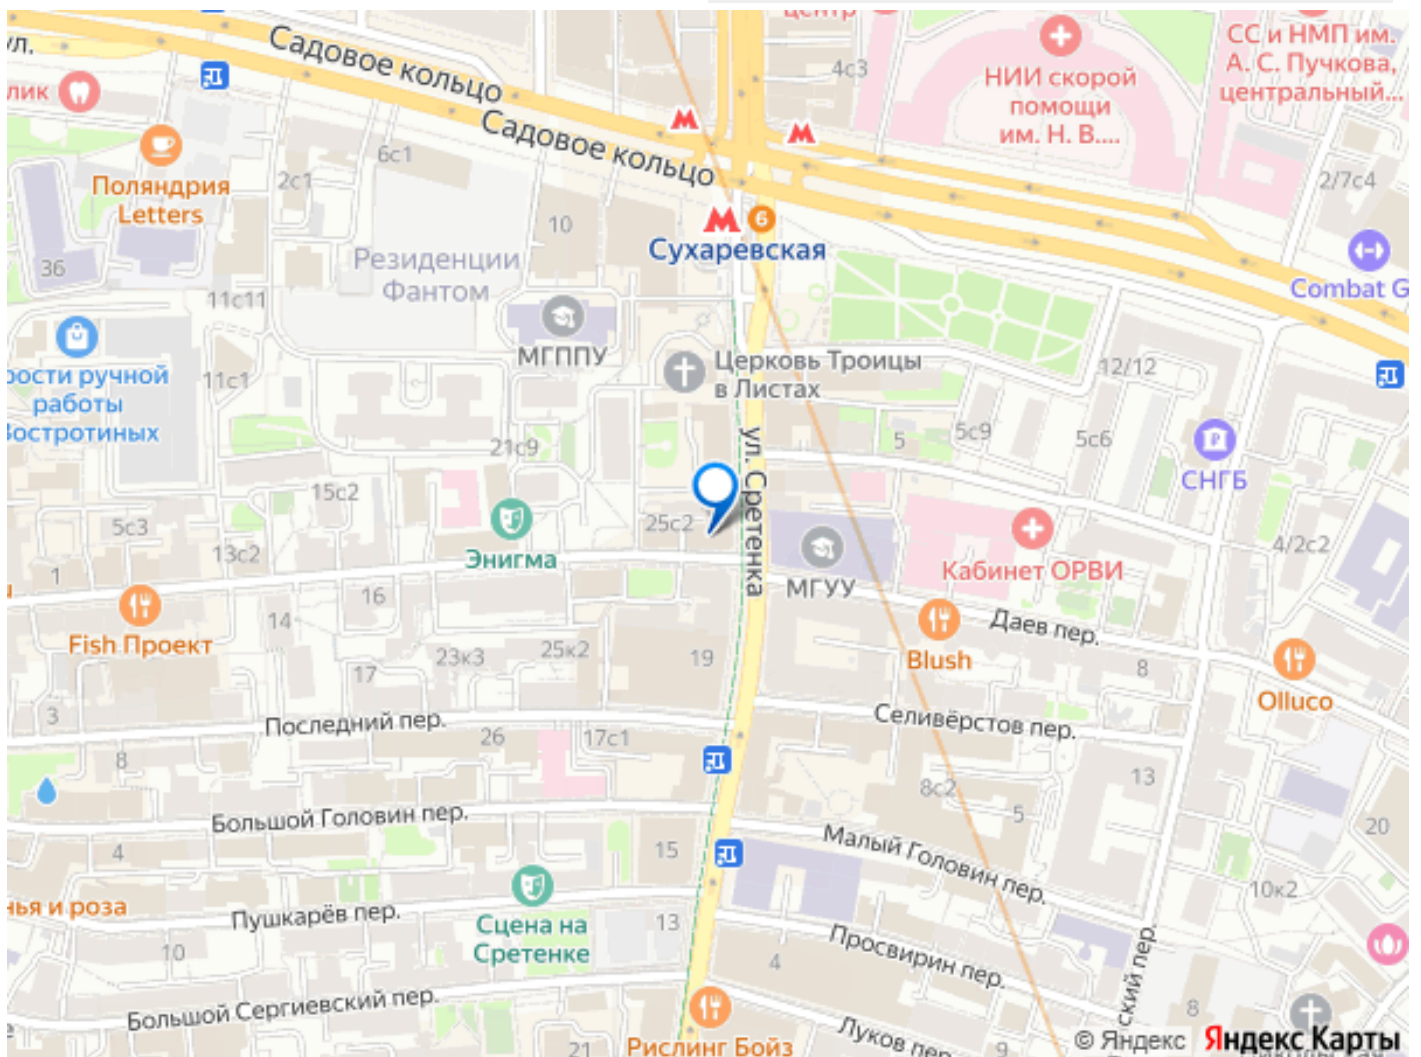 центр
СС и НМП им.
А. С. Пучкова,
центральный...
ул.
Садовое кольцо
Садовое кольцо
4с3
НИИ скорой
помощи
им. Н. В....
лик
6с1
2с1
2/7с4
Поляндрия
Letters
10
6
Сухаревская
36
Резиденции
Фантом
11с11
Combat G
МГППУ
Церковь Троицы
в Листах
12/12
рости ручной
работы
Востротиных
11с1
21с9
5
5с9
5с6
СНГБ
ул. Сретенка
15с2
25с2
5с3
13с2
Энигма
МГУУ
Кабинет ОРВИ
4/2с2
1
16
14
Fish Проект
23к3
25к2
19
17
Blush
Даев пер.
8
Olluco
3
Последний пер.
Селивёрстов пер.
26
17с1
8
13
8с2
5
Большой Головин пер.
Малый Головин пер.
20
4
15
10к2
нья и роза
Пушкарёв пер.
Сцена на
Сретенке
13
10
4
Просвирин пер.
ский пер.
Большой Сергиевский пер.
8
21
Рислинг Бойз
Луков пер.
9
© Яндекс Яндекс Карты